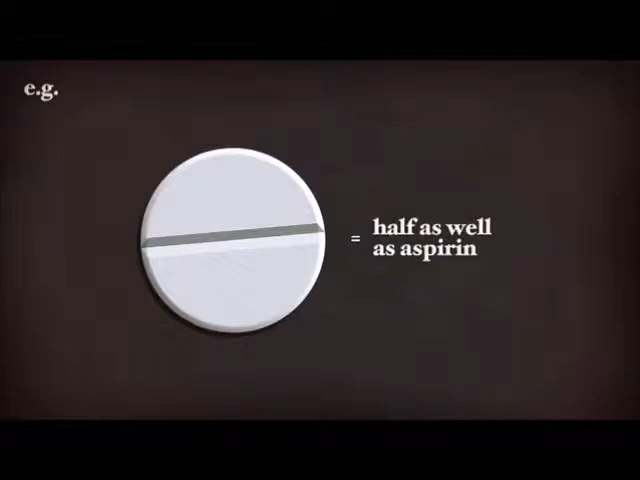 e.g.
= half as well
as aspirin